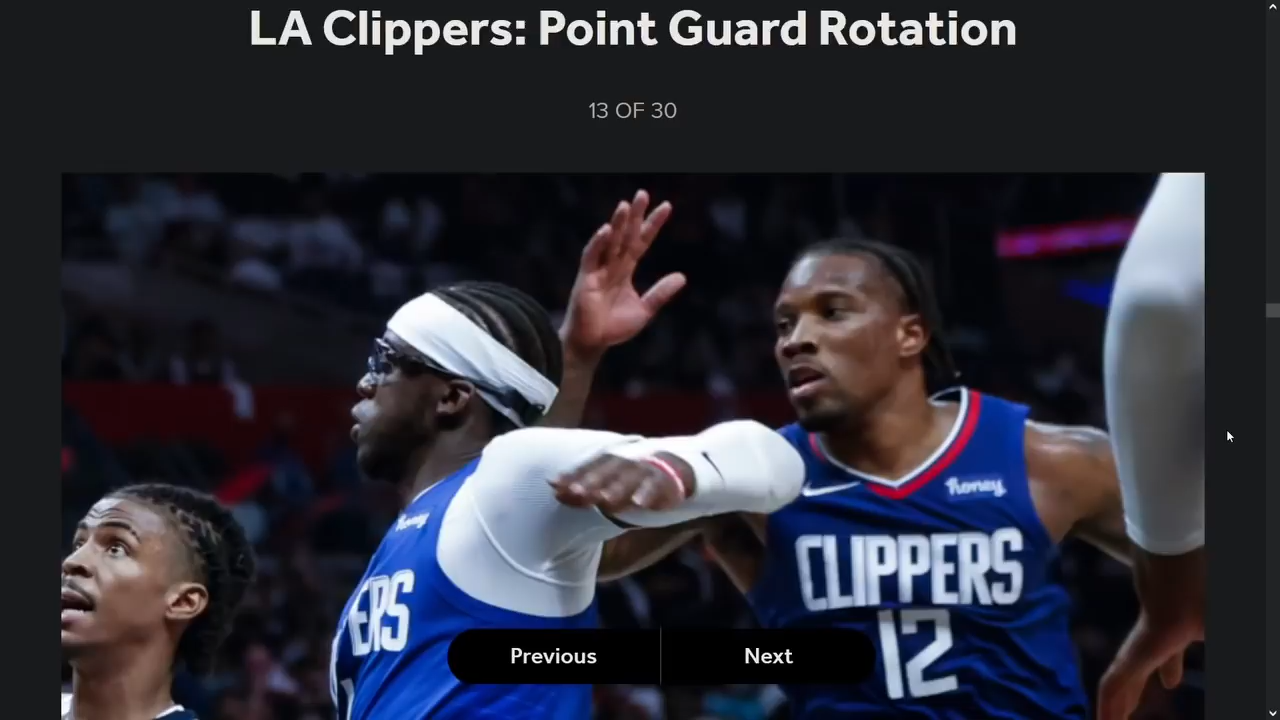 LA Clippers: Point Guard Rotation
13 OF 30
honey
honey
CLIPPERS
ERS
12
Previous
Next